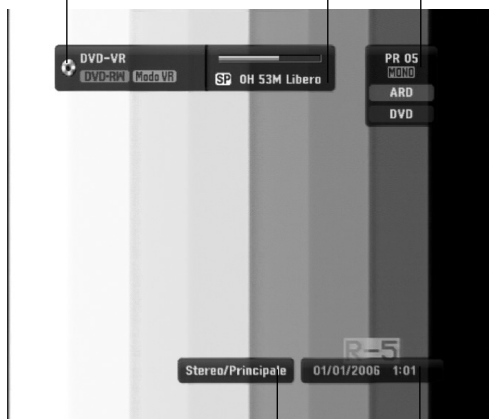 DVD-VR
DVD-RW Modo VR
SP 0H 53M Libero
PR 05
MONO
ARD
DVD
R-5
Stereo/Principale
01/01/2006 1:01